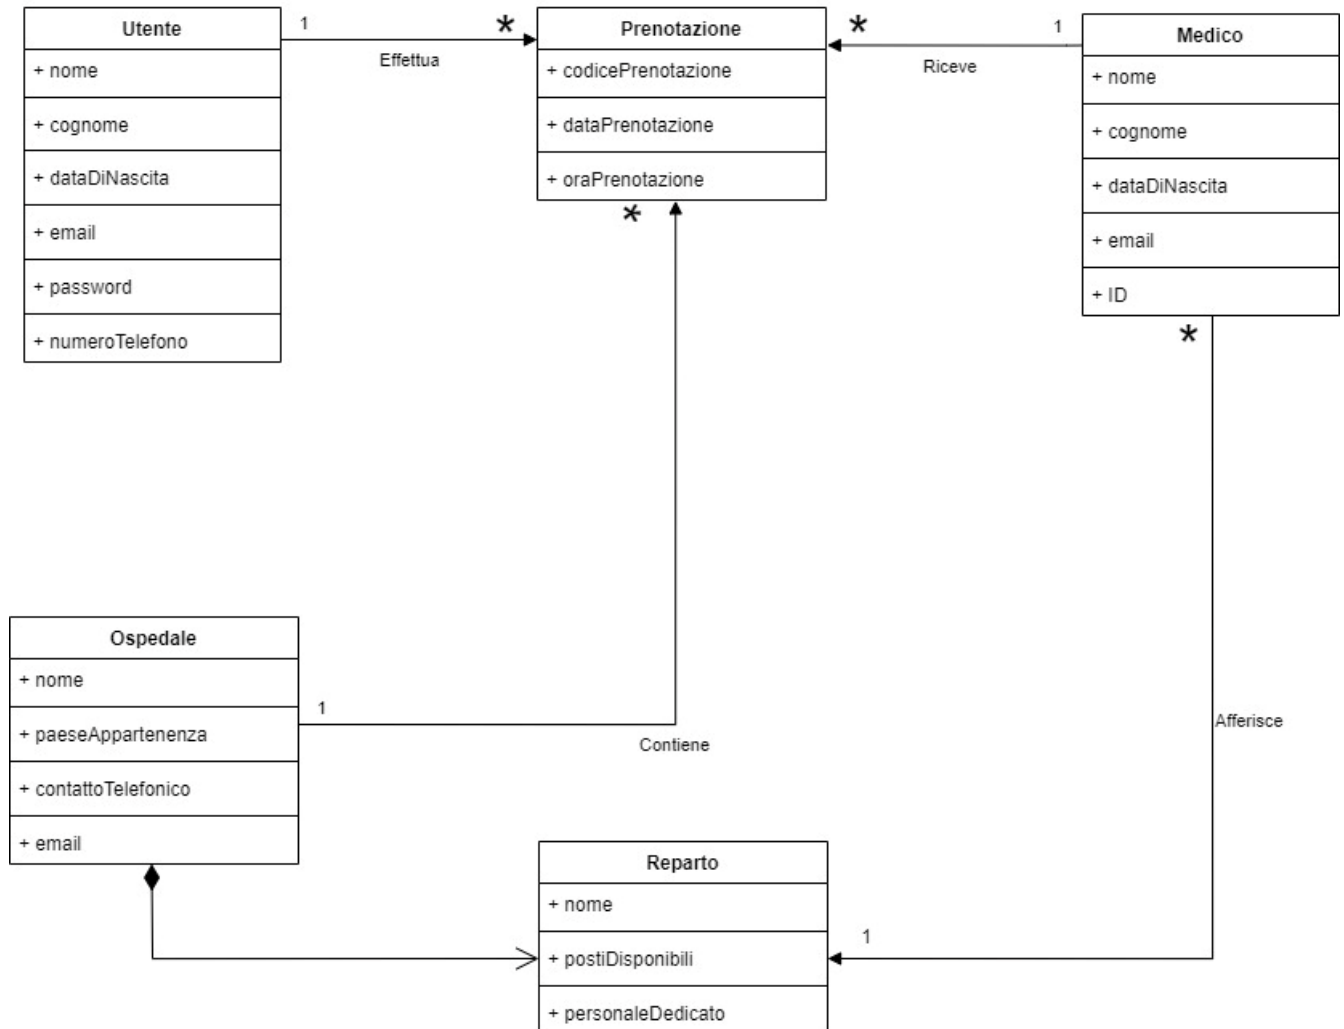 Utente
+ nome
+ cognome
+ dataDiNascita
+ email
+ password
+ numeroTelefono
1
*
Effettua
Prenotazione
+ codicePrenotazione
+ dataPrenotazione
+ oraPrenotazione
*
*
1
Riceve
Medico
+ nome
+ cognome
+ dataDiNascita
+ email
+ ID
*
Ospedale
+ nome
+ paeseAppartenenza
+ contattoTelefonico
+ email
1
Contiene
Afferisce
Reparto
+ nome
+ postiDisponibili
+ personaleDedicato
1